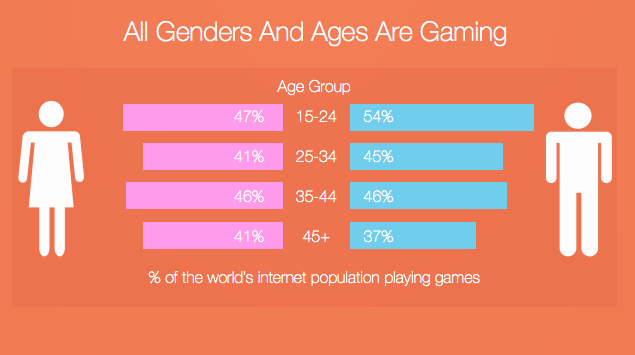 All Genders And Ages Are Gaming
Age Group
47% 15-24 54%
41% 25-34 45%
46% 35-44 46%
41% 45+ 37%
% of the world's internet population playing games